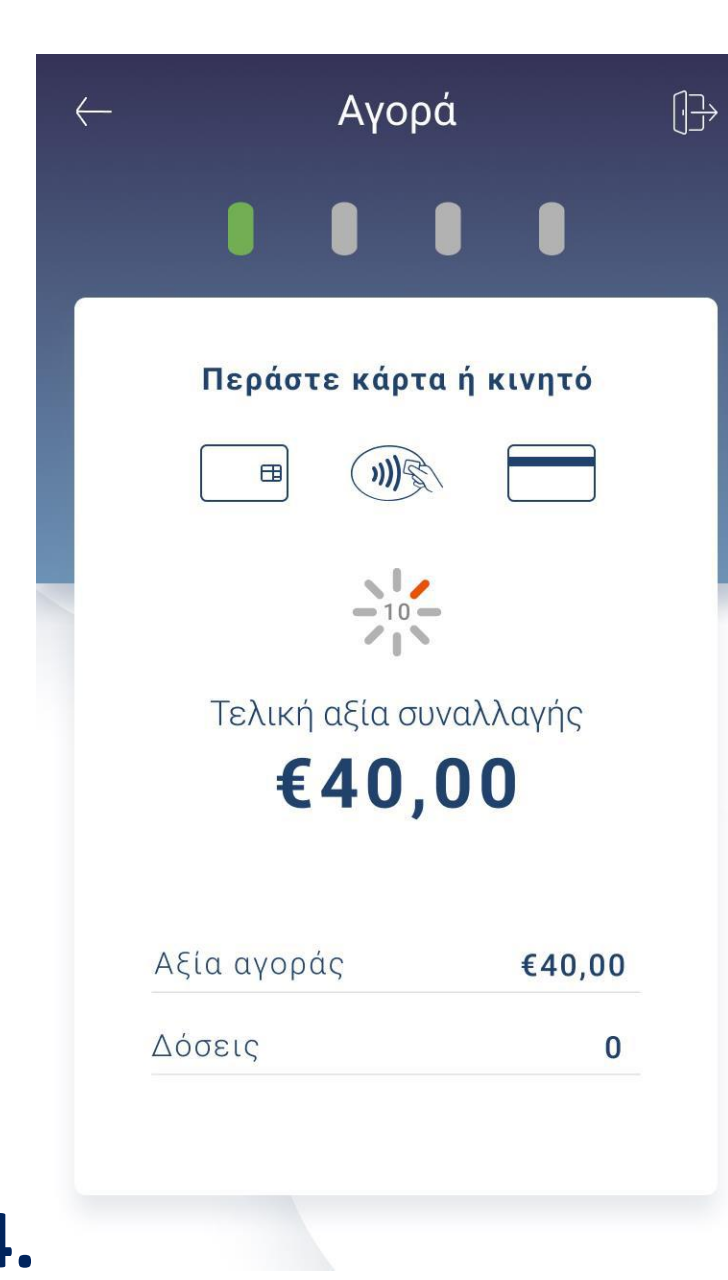 Αγορά
Περάστε κάρτα ή κινητό
10
Τελική αξία συναλλαγής
€40,00
Αξία αγοράς €40,00
Δόσεις 0
4.